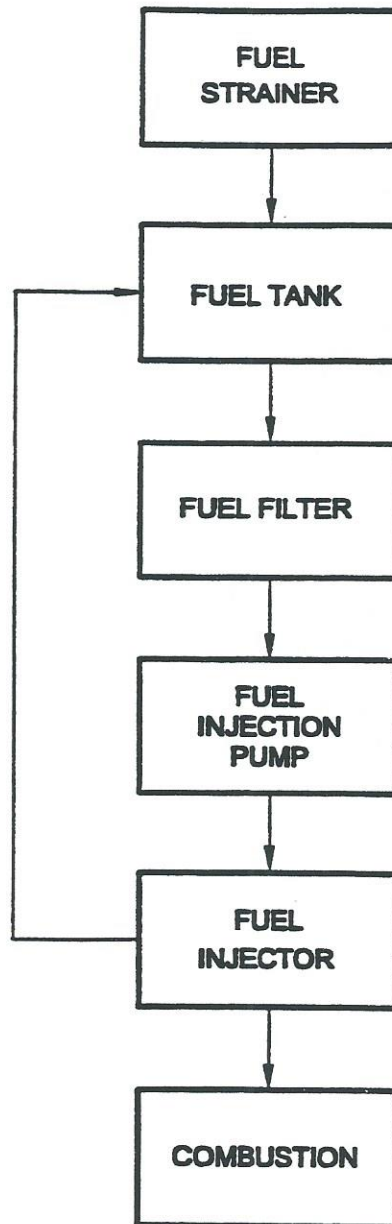 FUEL
STRAINER
FUEL TANK
FUEL FILTER
FUEL
INJECTION
PUMP
FUEL
INJECTOR
COMBUSTION